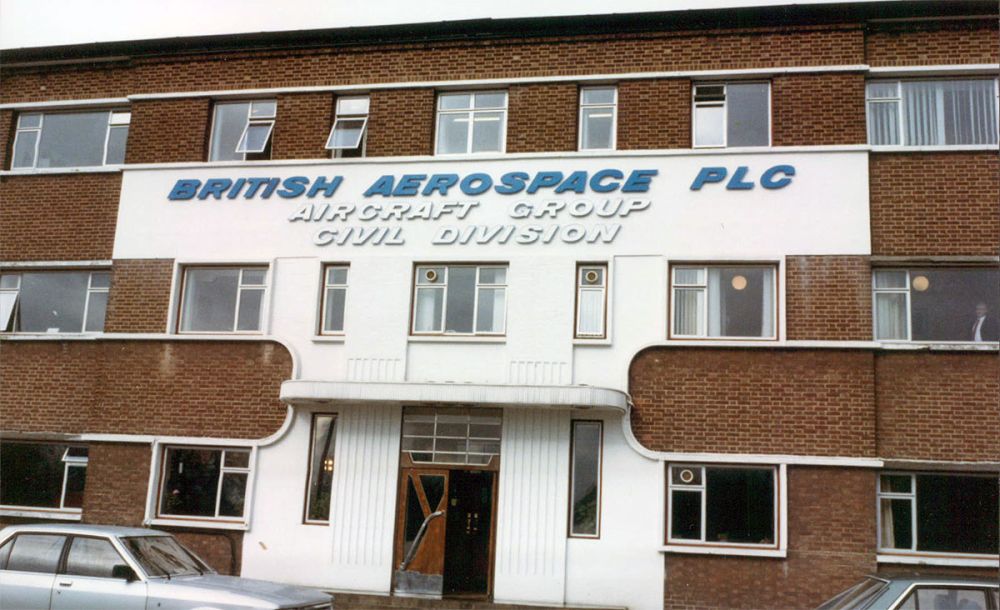 BRITISH AEROSPACE PLC
AIRCRAFT GROUP
CIVIL DIVISION